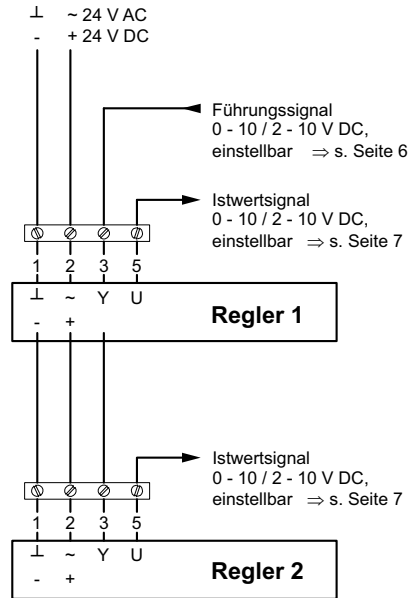 ⊥ ~ 24 V AC
- + 24 V DC
Führungssignal
0 - 10 / 2 - 10 V DC,
einstellbar ⇒ s. Seite 6
Istwertsignal
0 - 10 / 2 - 10 V DC,
einstellbar ⇒ s. Seite 7
1 2 3 5
⊥ ~ Y U
- +
Regler 1
Istwertsignal
0 - 10 / 2 - 10 V DC,
einstellbar ⇒ s. Seite 7
1 2 3 5
⊥ ~ Y U
- +
Regler 2